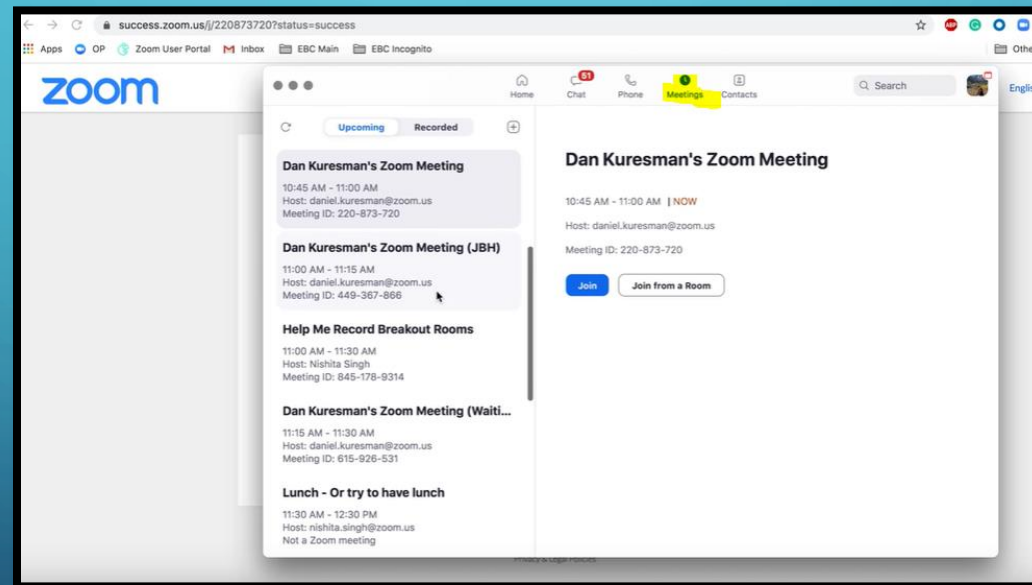 success.zoom.us/j/220873720?status=success
Apps OP Zoom User Portal Inbox EBC Main EBC Incognito Othe
zoom
Englis
Home Chat 51 Phone Meetings Contacts
Search
Upcoming Recorded
Dan Kuresman's Zoom Meeting
10:45 AM - 11:00 AM
Host: daniel.kuresman@zoom.us
Meeting ID: 220-873-720
Dan Kuresman's Zoom Meeting (JBH)
11:00 AM - 11:15 AM
Host: daniel.kuresman@zoom.us
Meeting ID: 449-367-866
Help Me Record Breakout Rooms
11:00 AM - 11:30 AM
Host: Nishita Singh
Meeting ID: 845-178-9314
Dan Kuresman's Zoom Meeting (Waiti...
11:15 AM - 11:30 AM
Host: daniel.kuresman@zoom.us
Meeting ID: 615-926-531
Lunch - Or try to have lunch
11:30 AM - 12:30 PM
Host: nishita.singh@zoom.us
Not a Zoom meeting
Dan Kuresman's Zoom Meeting
10:45 AM - 11:00 AM | NOW
Host: daniel.kuresman@zoom.us
Meeting ID: 220-873-720
Join Join from a Room